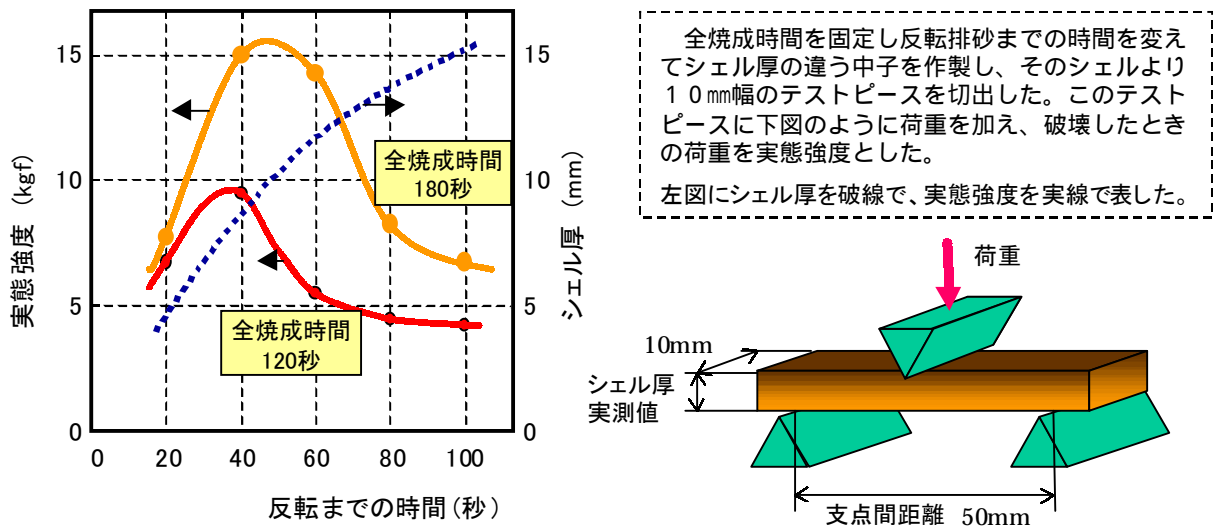 15
10
5
0
実態強度 (kgf)
0
20
40
60
80
100
反転までの時間(秒)
15
10
5
0
シェル厚 (mm)
全焼成時間
180秒
全焼成時間
120秒
全焼成時間を固定し反転排砂までの時間を変え
てシェル厚の違う中子を作製し、そのシェルより
10㎜幅のテストピースを切出した。このテスト
ピースに下図のように荷重を加え、破壊したとき
の荷重を実態強度とした。
左図にシェル厚を破線で、実態強度を実線で表した。
荷重
10mm
シェル厚
実測値
支点間距離 50mm